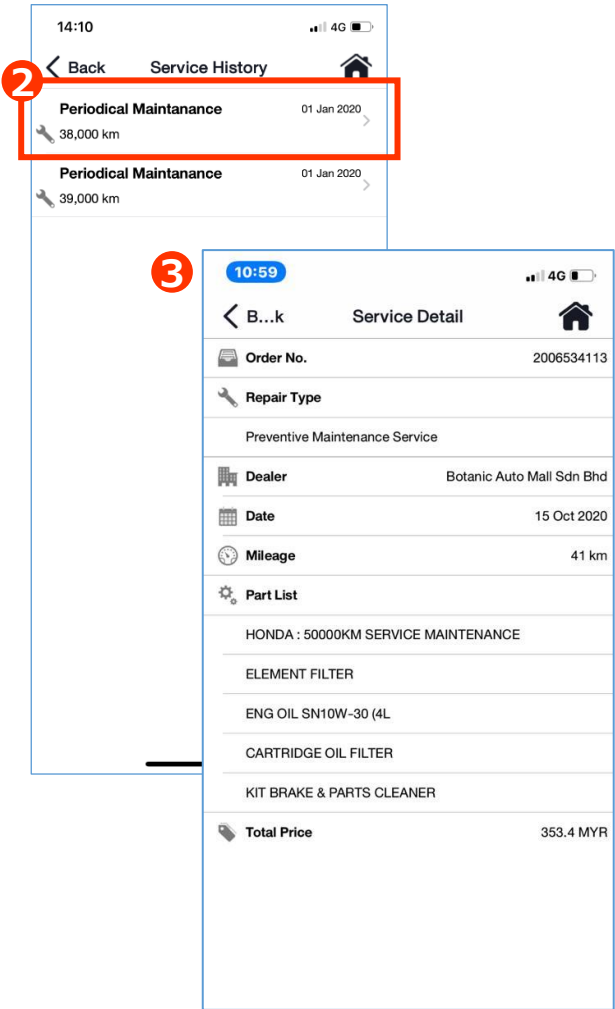 14:10
4G
Back
Service History
2
Periodical Maintanance
01 Jan 2020
38,000 km
Periodical Maintanance
01 Jan 2020
39,000 km
3
10:59
4G
B...k
Service Detail
Order No.
2006534113
Repair Type
Preventive Maintenance Service
Dealer
Botanic Auto Mall Sdn Bhd
Date
15 Oct 2020
Mileage
41 km
Part List
HONDA : 50000KM SERVICE MAINTENANCE
ELEMENT FILTER
ENG OIL SN10W-30 (4L
CARTRIDGE OIL FILTER
KIT BRAKE & PARTS CLEANER
Total Price
353.4 MYR